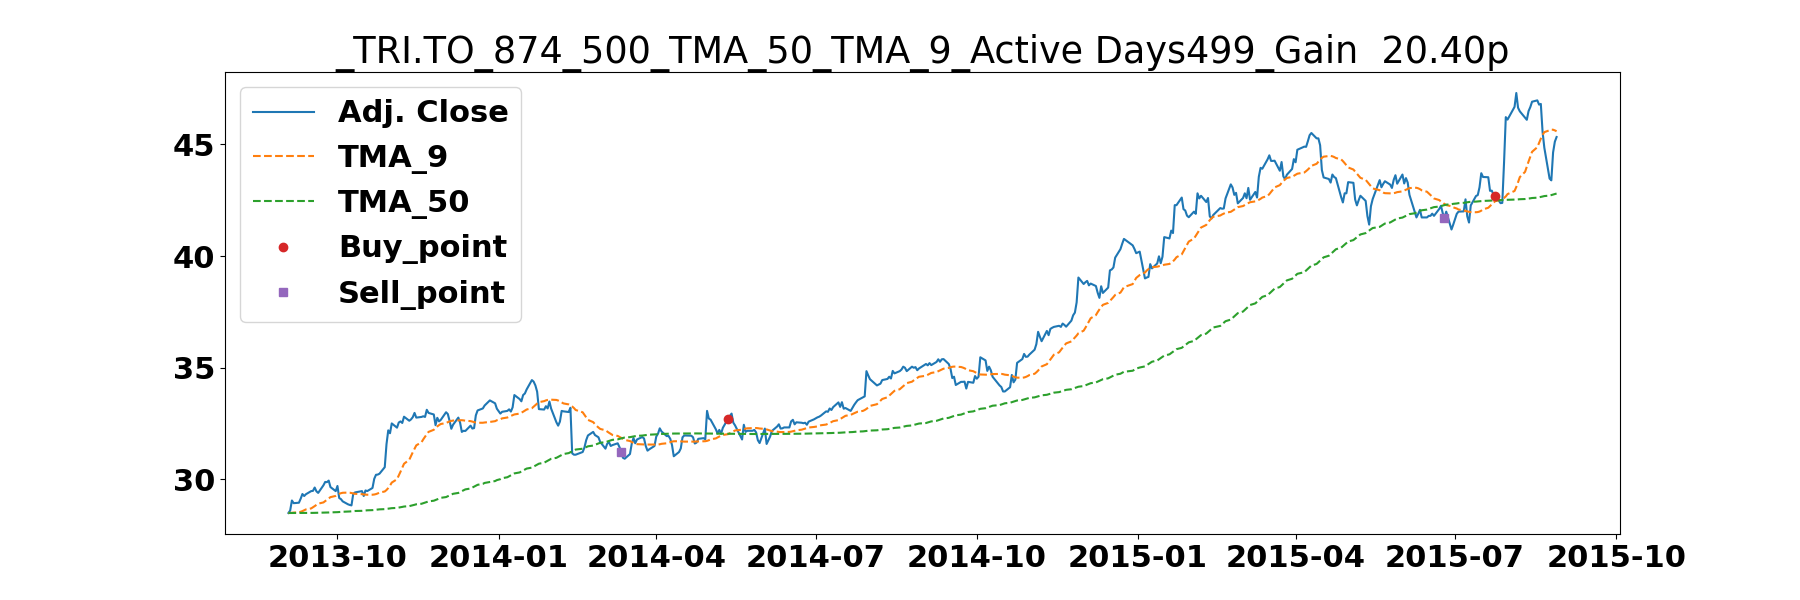 _TRI.TO_874_500_TMA_50_TMA_9_Active Days499_Gain  20.40p
Adj. Close
TMA_9
TMA_50
Buy_point
Sell_point
45
40
35
30
2013-10 2014-01 2014-04 2014-07 2014-10 2015-01 2015-04 2015-07 2015-10